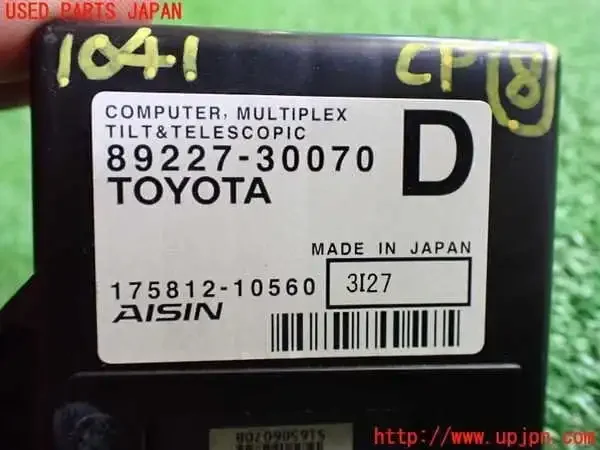 USED PARTS JAPAN
1041
CP 18
COMPUTER, MULTIPLEX
TILT&TELESCOPIC
89227-30070
D
TOYOTA
MADE IN JAPAN
175812-10560
3I27
AISIN
http://www.upjpn.com/